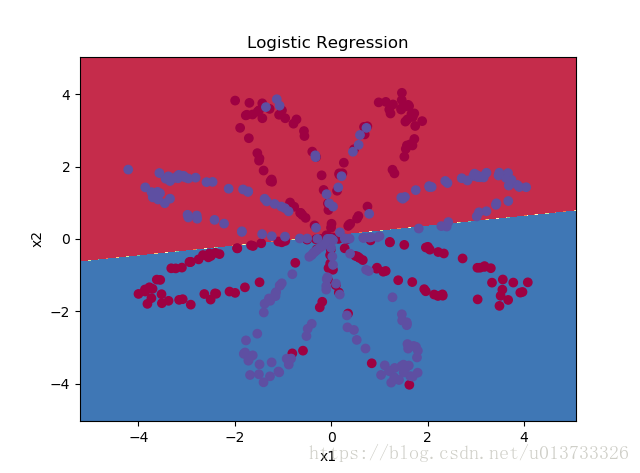 Logistic Regression
x2
4
2
0
−2
−4
−4 −2 0 2 4
x1
https://blog.csdn.net/u013733326